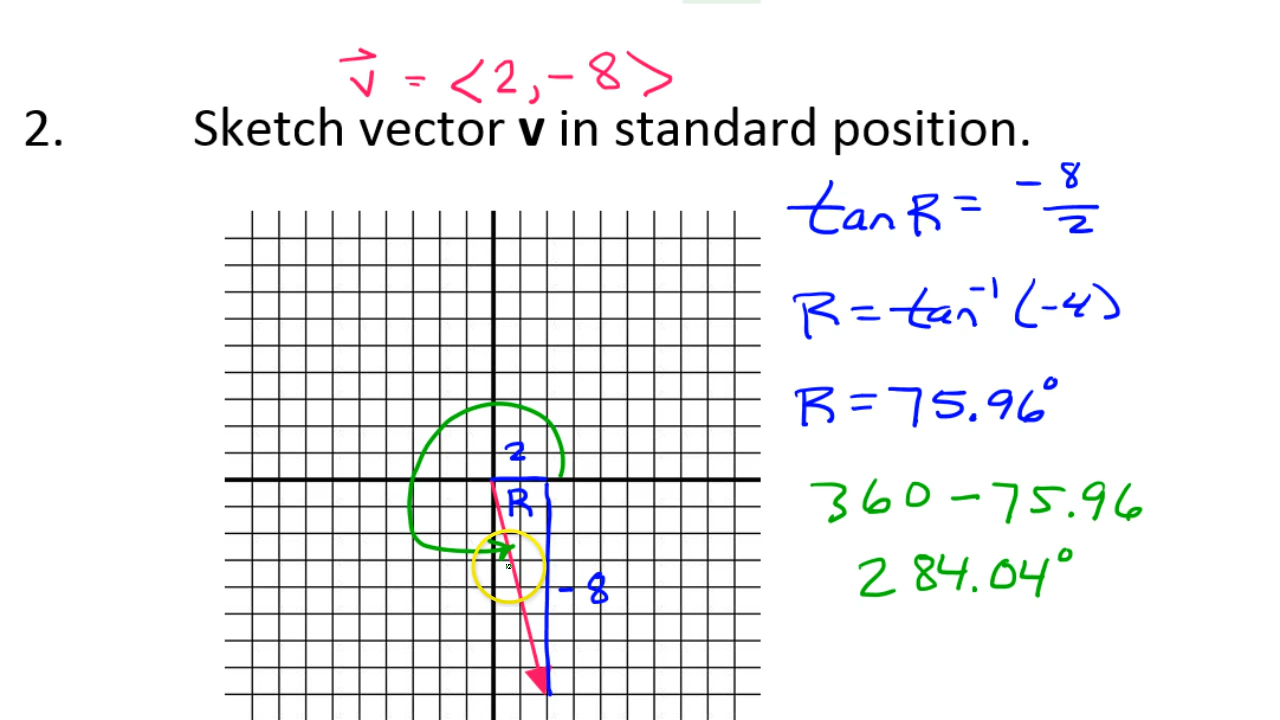 v = <2, -8>
2. Sketch vector v in standard position.
tan R = -8/2
R = tan⁻¹(-4)
R = 75.96°
360 - 75.96
284.04°
2
R
-8